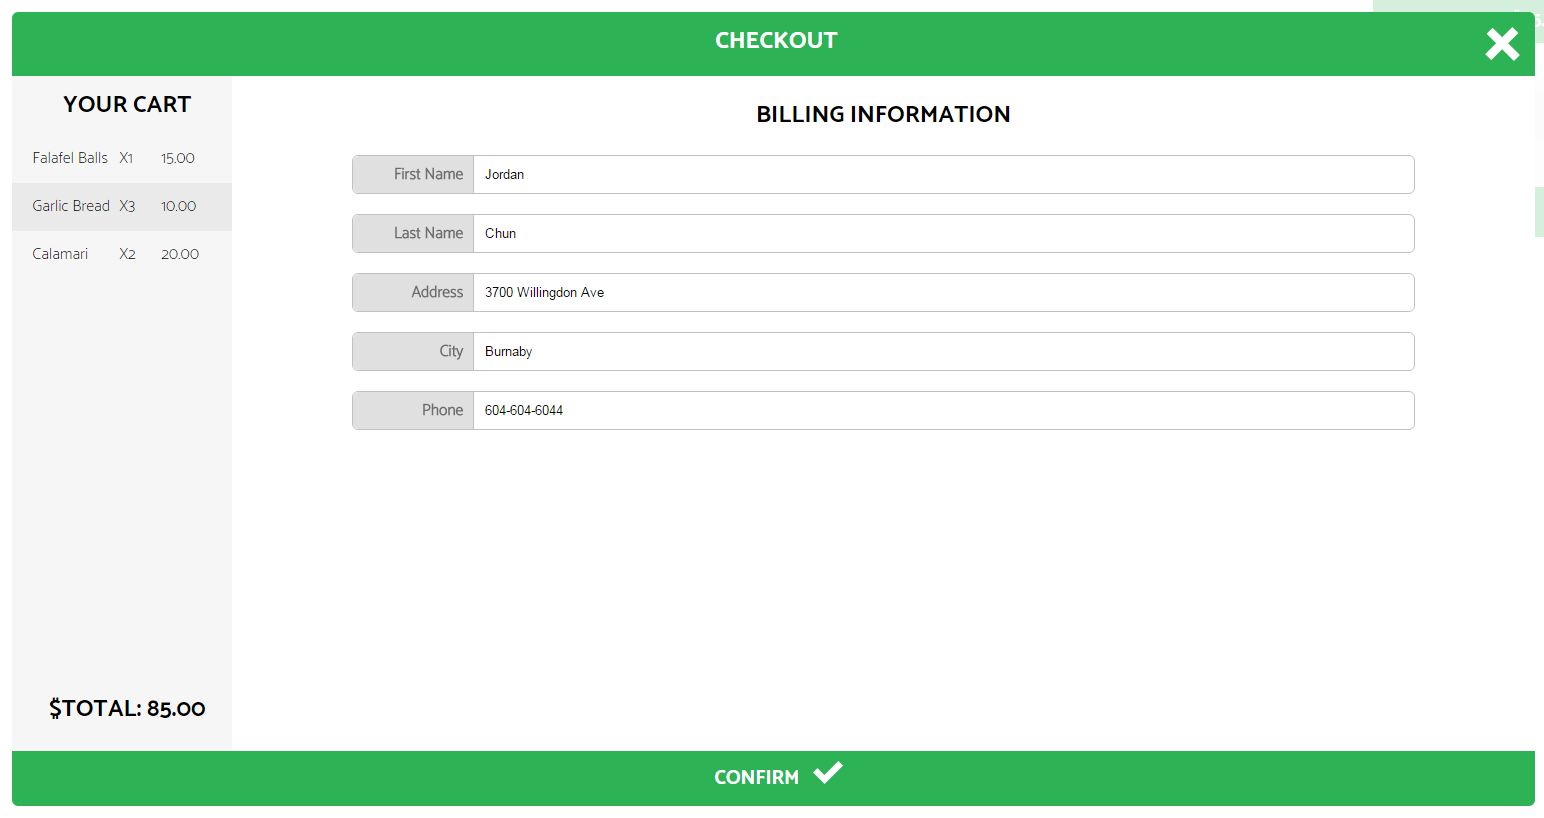 CHECKOUT
YOUR CART
Falafel Balls X1 15.00
Garlic Bread X3 10.00
Calamari X2 20.00
$TOTAL: 85.00
BILLING INFORMATION
First Name Jordan
Last Name Chun
Address 3700 Willingdon Ave
City Burnaby
Phone 604-604-6044
CONFIRM